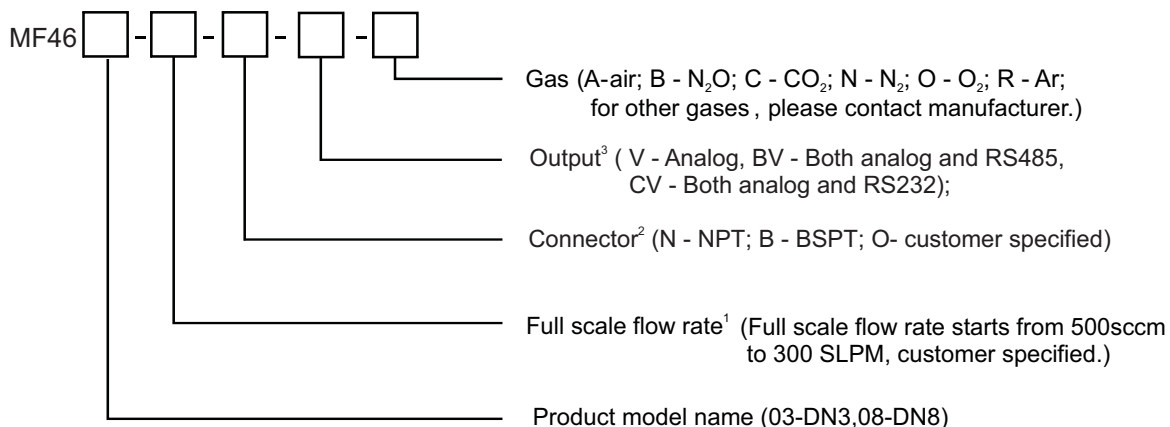 MF46 - - - -
Gas (A-air; B - N₂O; C - CO₂; N - N₂; O - O₂; R - Ar;
for other gases , please contact manufacturer.)
Output³ ( V - Analog, BV - Both analog and RS485,
CV - Both analog and RS232);
Connector² (N - NPT; B - BSPT; O- customer specified)
Full scale flow rate¹ (Full scale flow rate starts from 500sccm
to 300 SLPM, customer specified.)
Product model name (03-DN3,08-DN8)